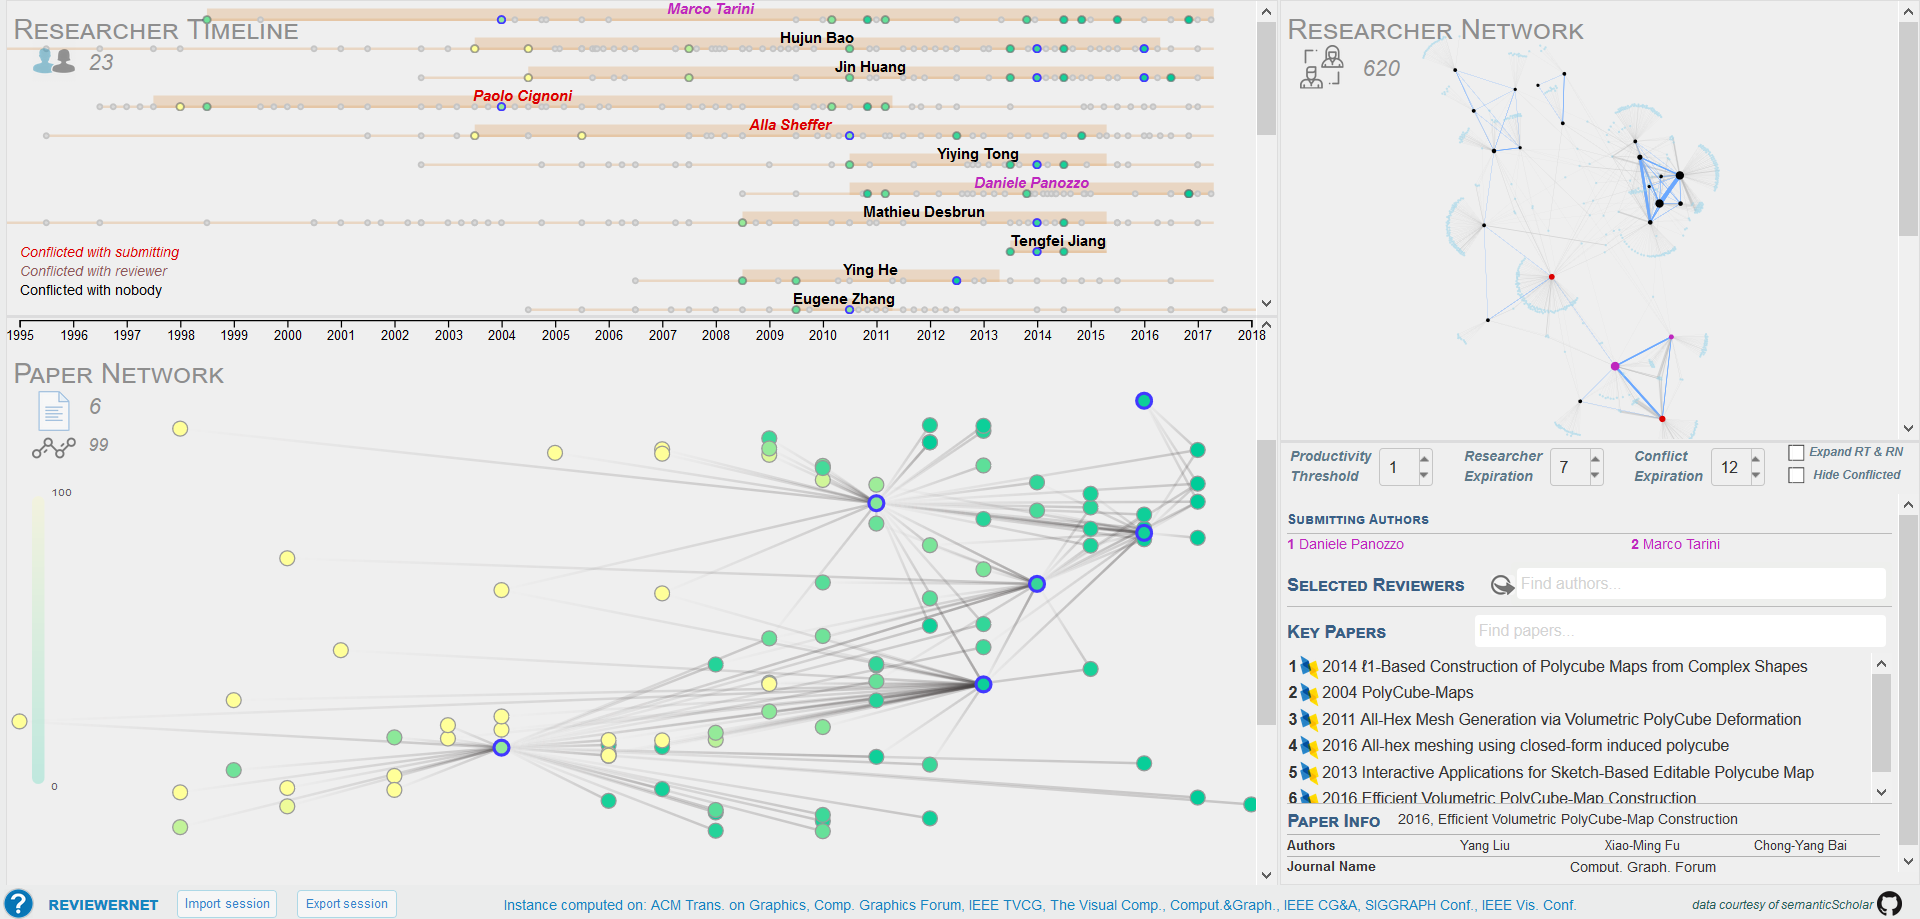 Researcher Timeline
23
Marco Tarini
Hujun Bao
Jin Huang
Paolo Cignoni
Alla Sheffer
Yiying Tong
Daniele Panozzo
Mathieu Desbrun
Tengfei Jiang
Ying He
Eugene Zhang
Conflicted with submitting
Conflicted with reviewer
Conflicted with nobody
1995 1996 1997 1998 1999 2000 2001 2002 2003 2004 2005 2006 2007 2008 2009 2010 2011 2012 2013 2014 2015 2016 2017 2018
Paper Network
6
99
100
0
Researcher Network
620
Productivity Threshold 1
Researcher Expiration 7
Conflict Expiration 12
Expand RT & RN
Hide Conflicted
Submitting Authors
1 Daniele Panozzo 2 Marco Tarini
Selected Reviewers Find authors...
Key Papers Find papers...
1 2014 ℓ1-Based Construction of Polycube Maps from Complex Shapes
2 2004 PolyCube-Maps
3 2011 All-Hex Mesh Generation via Volumetric PolyCube Deformation
4 2016 All-hex meshing using closed-form induced polycube
5 2013 Interactive Applications for Sketch-Based Editable Polycube Map
6 2016 Efficient Volumetric PolyCube-Map Construction
Paper Info 2016, Efficient Volumetric PolyCube-Map Construction
Authors Yang Liu Xiao-Ming Fu Chong-Yang Bai
Journal Name Comput. Graph. Forum
? REVIEWERNET Import session Export session Instance computed on: ACM Trans. on Graphics, Comp. Graphics Forum, IEEE TVCG, The Visual Comp., Comput.&Graph., IEEE CG&A, SIGGRAPH Conf., IEEE Vis. Conf. data courtesy of semanticScholar